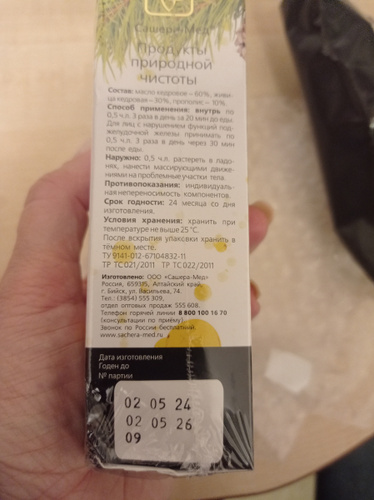 Сашера-Мед
Продукты
природной
чистоты
Состав: масло кедровое – 60%, живи-
ца кедровая – 30%, прополис – 10%.
Способ применения: внутрь по
0,5 ч.л. 3 раза в день за 20 мин до еды.
Для лиц с нарушением функций под-
желудочной железы принимать по
0,5 ч.л. 3 раза в день через 30 мин
после еды.
Наружно: 0,5 ч.л. растереть в ладо-
нях, нанести массирующими движе-
ниями на проблемные участки тела.
Противопоказания: индивидуаль-
ная непереносимость компонентов.
Срок годности: 24 месяца со дня
изготовления.
Условия хранения: хранить при
температуре не выше 25 °С.
После вскрытия упаковки хранить в
тёмном месте.
ТУ 9141-012-67104832-11
ТР ТС 021/2011 ТР ТС 022/2011
Изготовлено: ООО «Сашера-Мед»
Россия, 659315, Алтайский край,
г. Бийск, ул. Васильева, 74.
Тел.: (3854) 555 309,
отдел оптовых продаж 555 608.
Телефон горячей линии 8 800 100 16 70
(консультации по приёму).
Звонок по России бесплатный.
www.sachera-med.ru
Дата изготовления
Годен до
№ партии
02 05 24
02 05 26
09